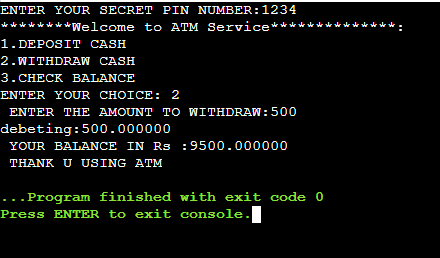 ENTER YOUR SECRET PIN NUMBER:1234
********Welcome to ATM Service**************:
1.DEPOSIT CASH
2.WITHDRAW CASH
3.CHECK BALANCE
ENTER YOUR CHOICE: 2
 ENTER THE AMOUNT TO WITHDRAW:500
debeting:500.000000
 YOUR BALANCE IN Rs :9500.000000
 THANK U USING ATM
...Program finished with exit code 0
Press ENTER to exit console.